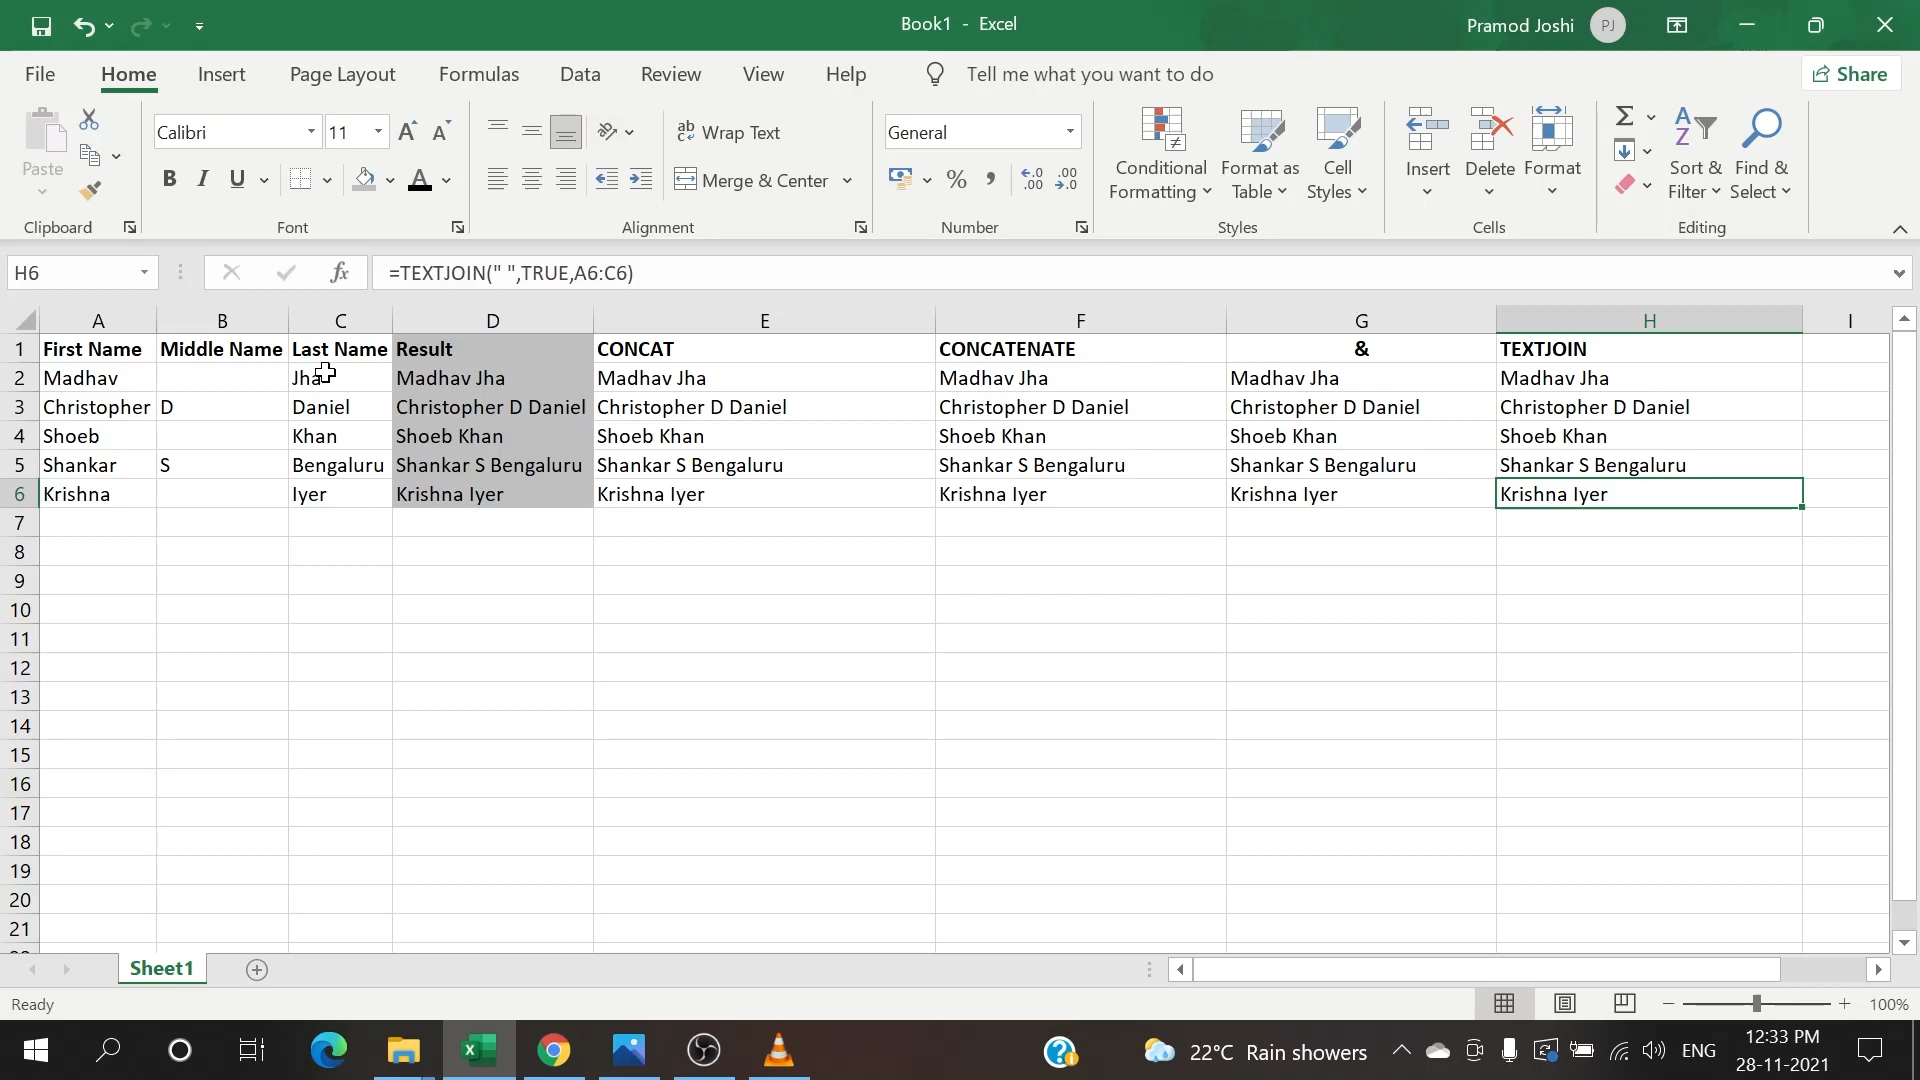 Book1 - Excel
Pramod Joshi PJ
File Home Insert Page Layout Formulas Data Review View Help Tell me what you want to do Share
Paste
Clipboard
Calibri 11 A A
B I U A
Font
ab c Wrap Text
Merge & Center
Alignment
General
% , .00 .00
Number
Conditional Formatting
Format as Table
Cell Styles
Styles
Insert
Delete
Format
Cells
Sort & Filter
Find & Select
Editing
H6 fx =TEXTJOIN(" ",TRUE,A6:C6)
A B C D E F G H I
1 First Name Middle Name Last Name Result CONCAT CONCATENATE & TEXTJOIN
2 Madhav Jha Madhav Jha Madhav Jha Madhav Jha Madhav Jha Madhav Jha
3 Christopher D Daniel Christopher D Daniel Christopher D Daniel Christopher D Daniel Christopher D Daniel Christopher D Daniel
4 Shoeb Khan Shoeb Khan Shoeb Khan Shoeb Khan Shoeb Khan Shoeb Khan
5 Shankar S Bengaluru Shankar S Bengaluru Shankar S Bengaluru Shankar S Bengaluru Shankar S Bengaluru Shankar S Bengaluru
6 Krishna Iyer Krishna Iyer Krishna Iyer Krishna Iyer Krishna Iyer Krishna Iyer
7
8
9
10
11
12
13
14
15
16
17
18
19
20
21
Sheet1
Ready
100%
22°C Rain showers
ENG
12:33 PM
28-11-2021